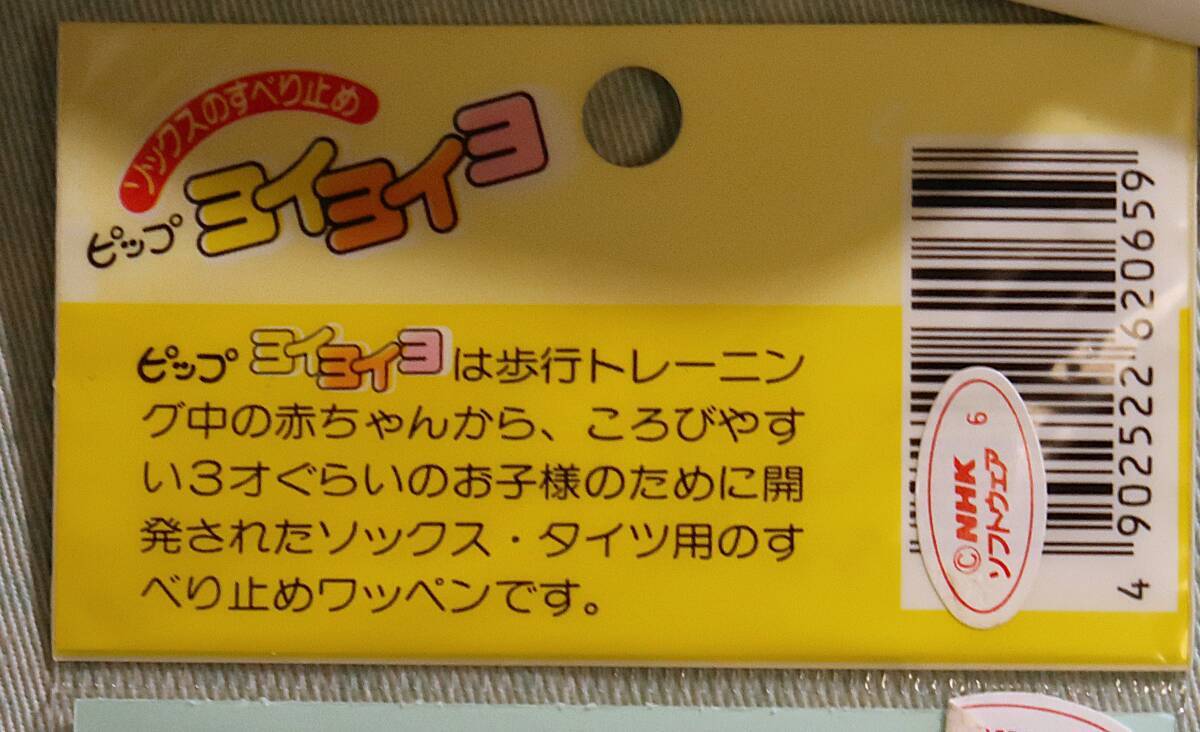 ソックスのすべり止め
ピップ ヨイヨイヨ
ピップ ヨイヨイヨは歩行トレーニン
グ中の赤ちゃんから、ころびやす
い3オぐらいのお子様のために開
発されたソックス・タイツ用のす
べり止めワッペンです。
4 902522 620659
©NHK 6
ソフトウェア